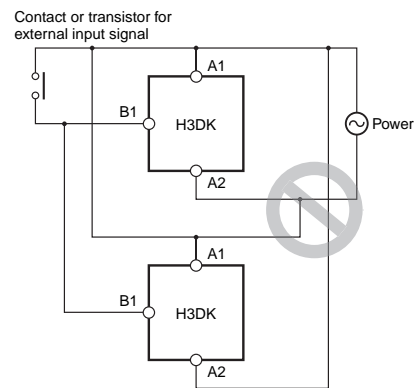 Contact or transistor for
external input signal
A1
B1
H3DK
Power
A2
A1
B1
H3DK
A2